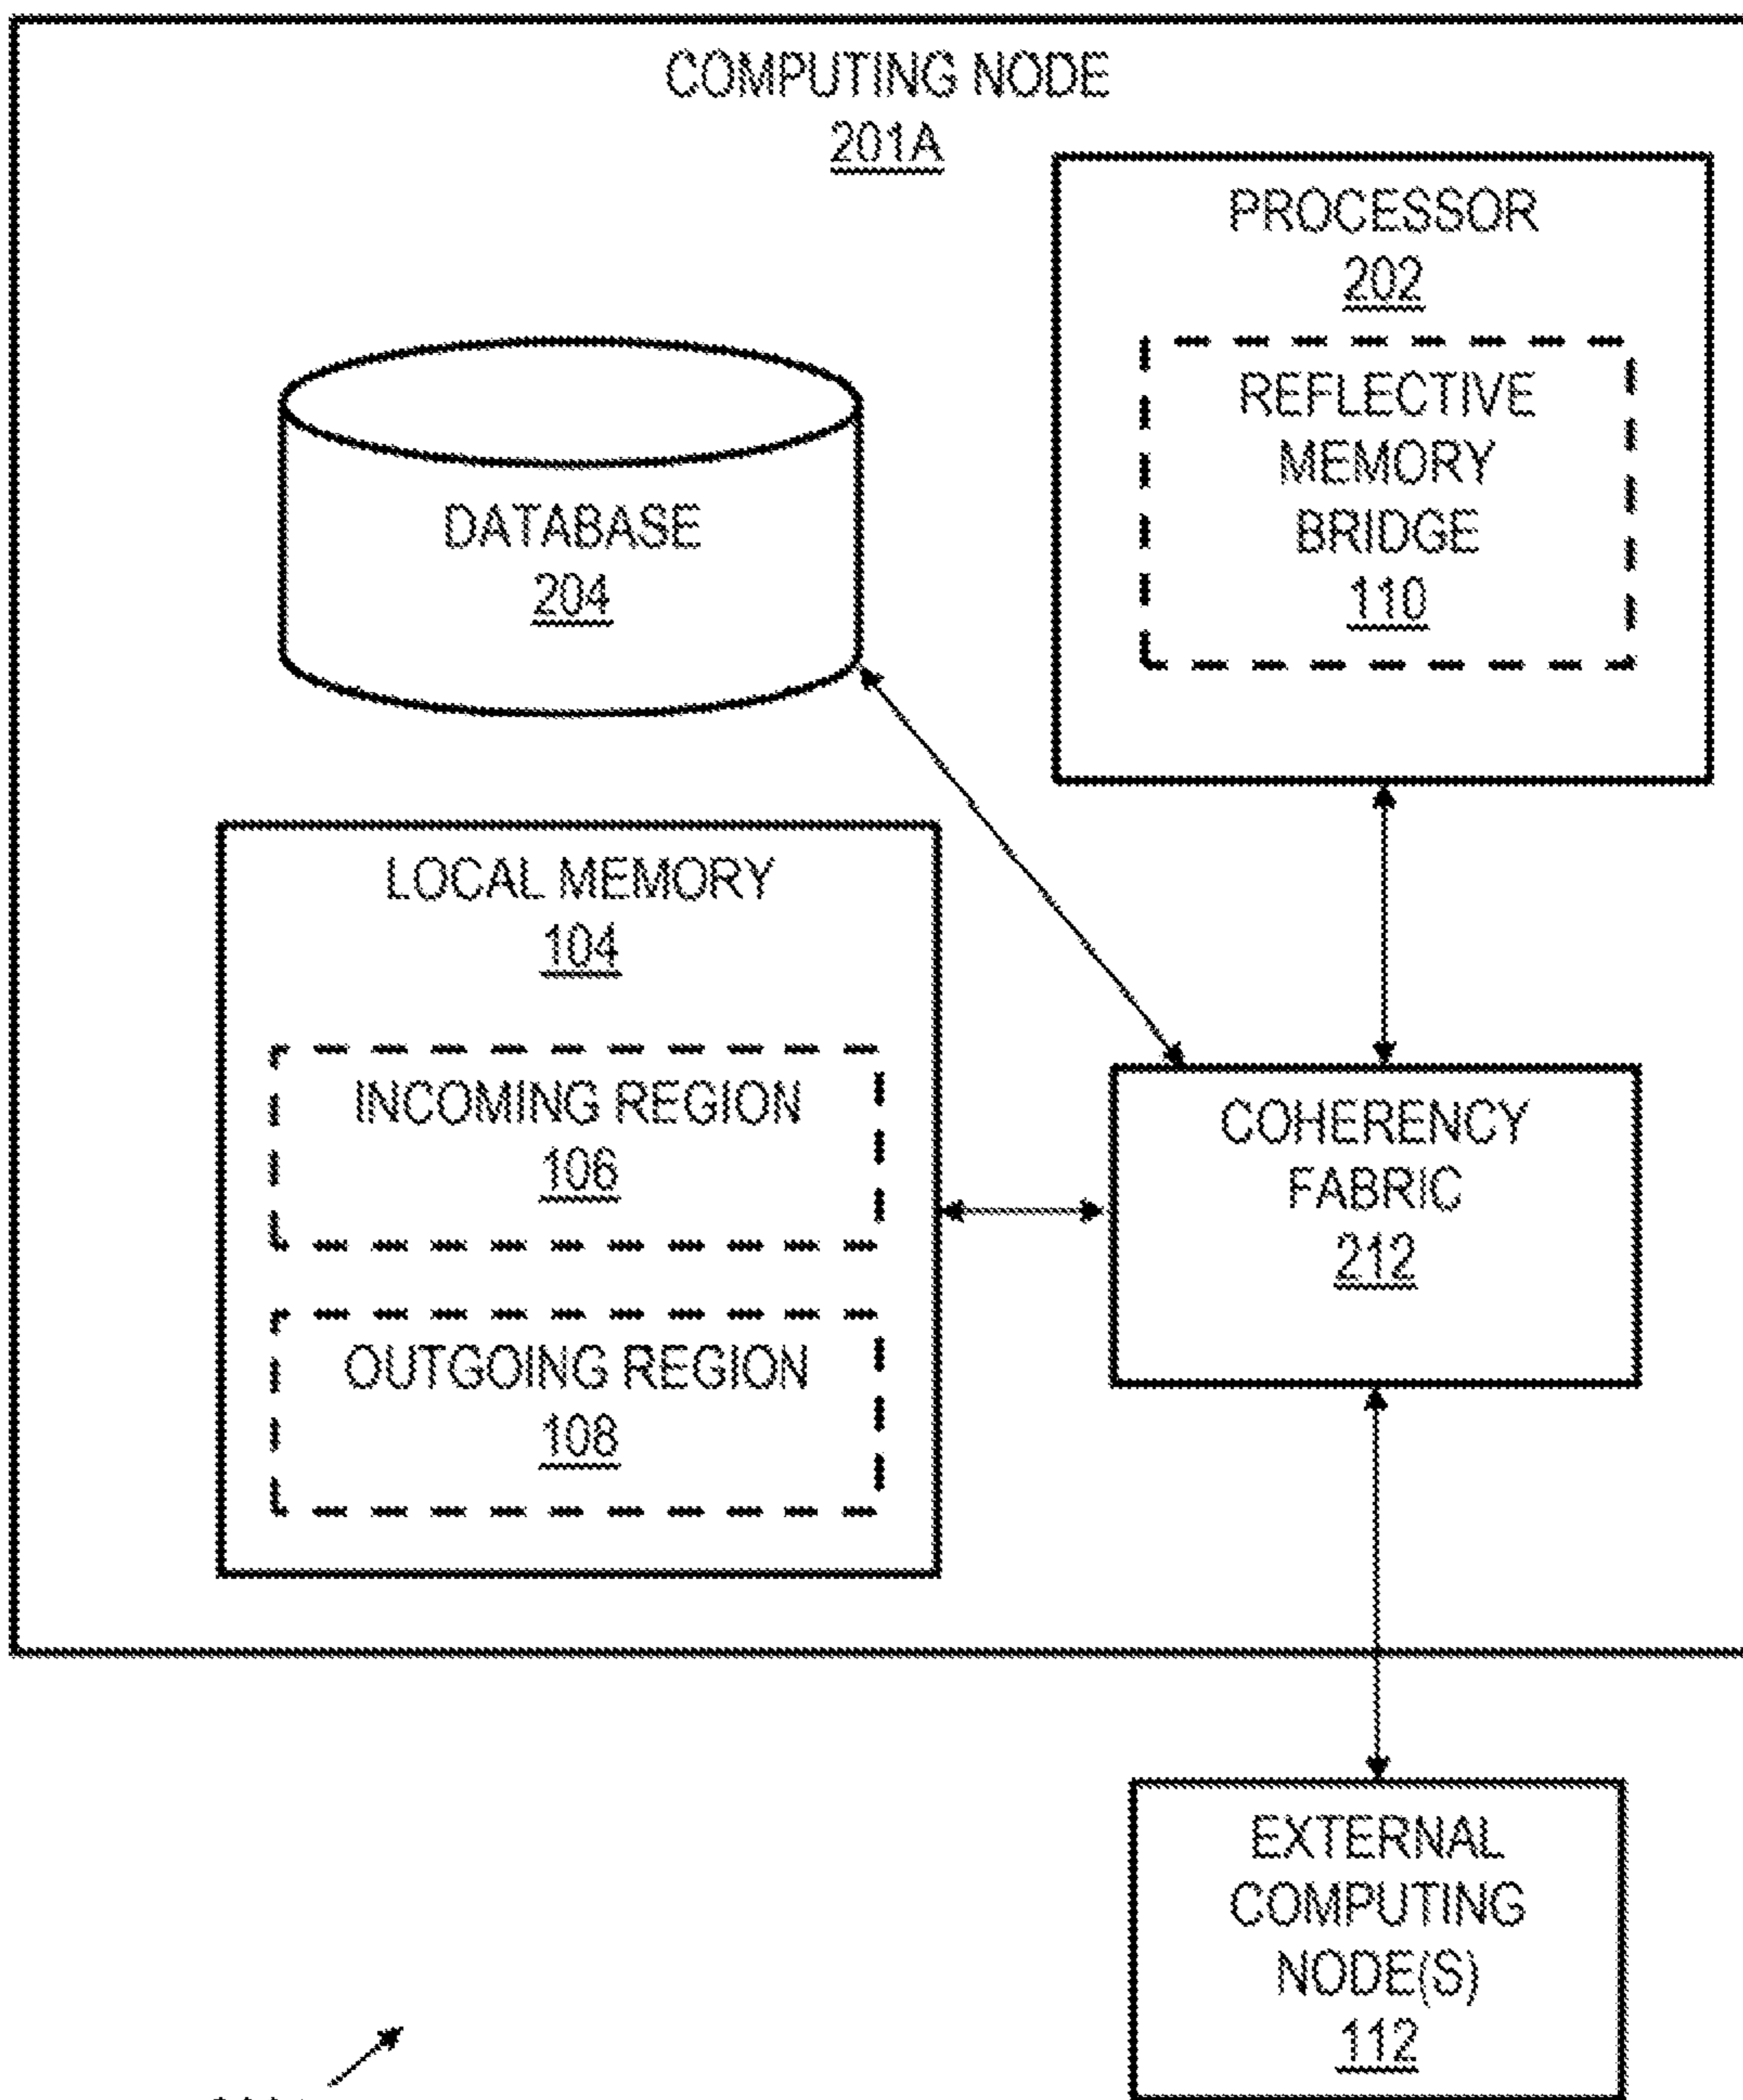 COMPUTING NODE
201A
PROCESSOR
202
REFLECTIVE
MEMORY
BRIDGE
110
DATABASE
204
LOCAL MEMORY
104
INCOMING REGION
106
OUTGOING REGION
108
COHERENCY
FABRIC
212
EXTERNAL
COMPUTING
NODE(S)
112